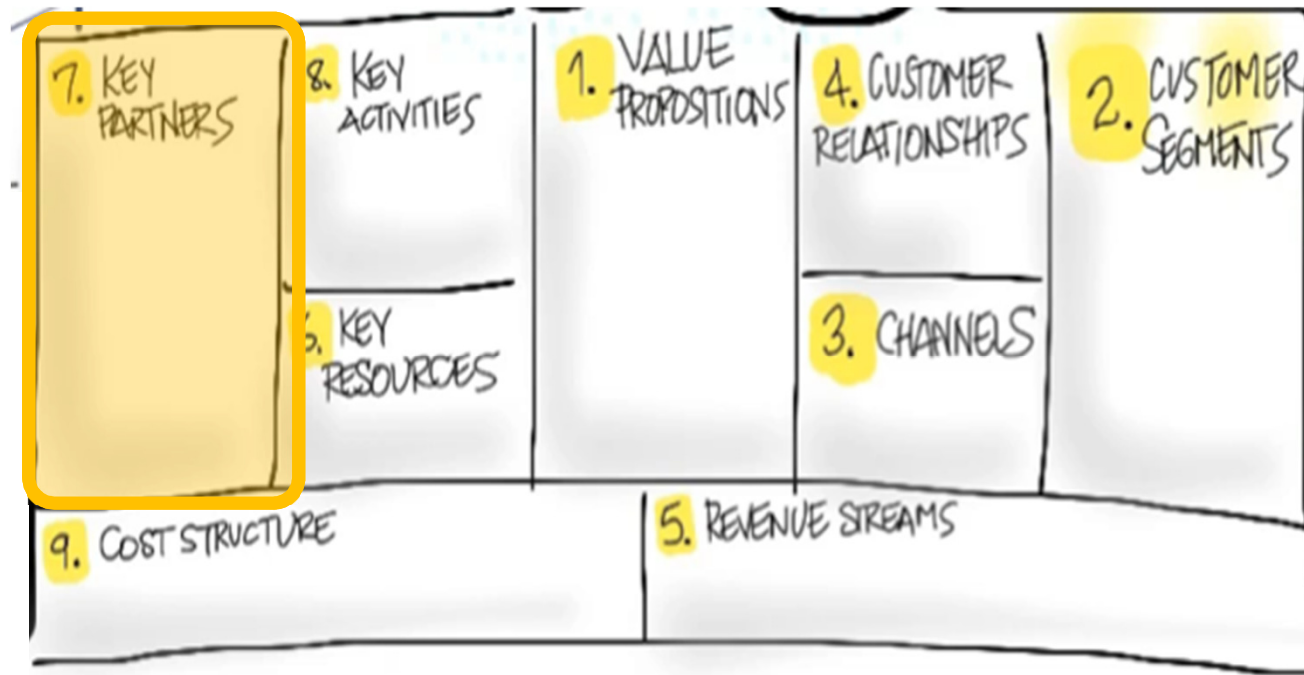 7. KEY
PARTNERS
8. KEY
ACTIVITIES
6. KEY
RESOURCES
1. VALUE
PROPOSITIONS
4. CUSTOMER
RELATIONSHIPS
3. CHANNELS
2. CUSTOMER
SEGMENTS
9. COST STRUCTURE
5. REVENUE STREAMS